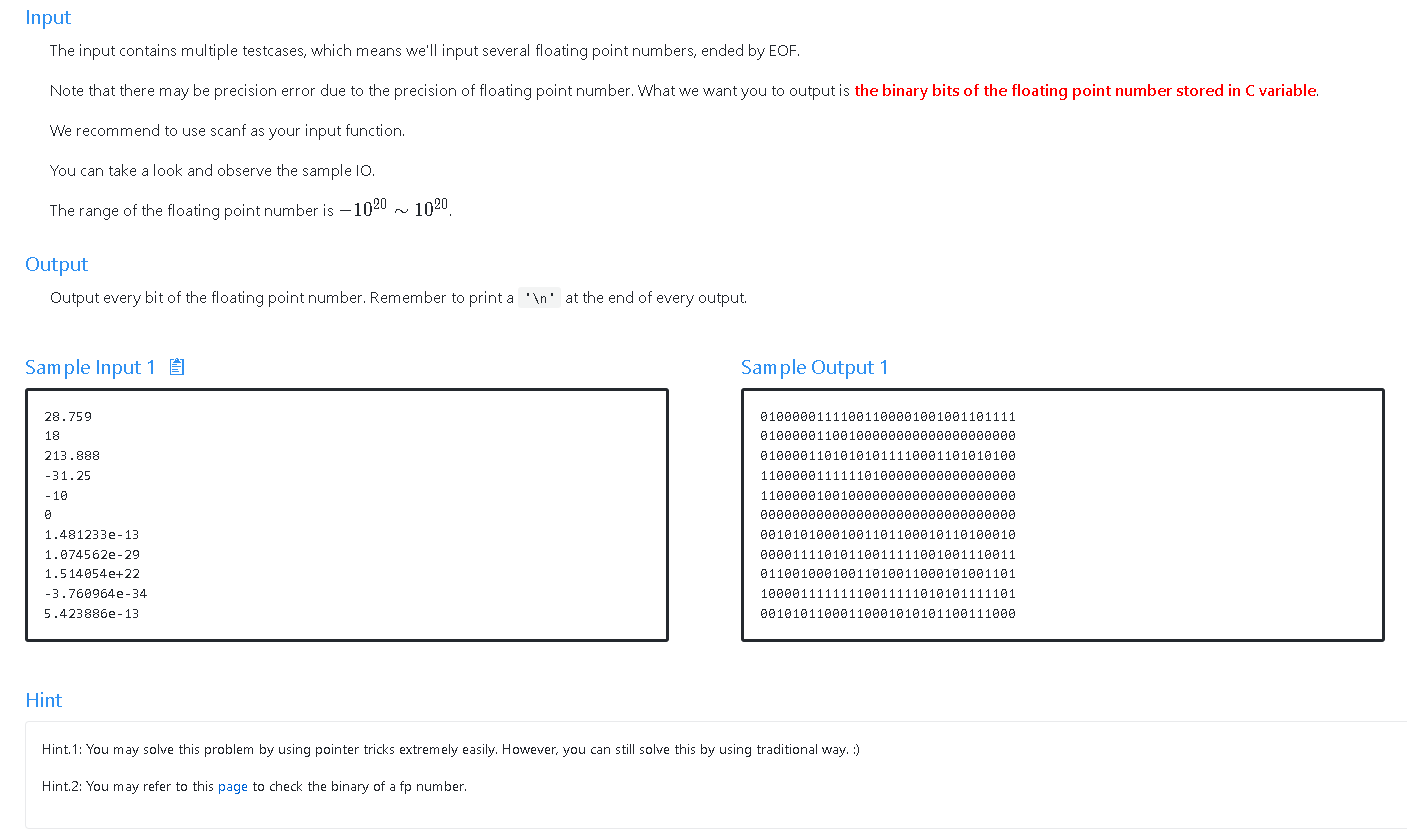 Input
The input contains multiple testcases, which means we'll input several floating point numbers, ended by EOF.
Note that there may be precision error due to the precision of floating point number. What we want you to output is the binary bits of the floating point number stored in C variable.
We recommend to use scanf as your input function.
You can take a look and observe the sample IO.
The range of the floating point number is −10²⁰ ∼ 10²⁰.
Output
Output every bit of the floating point number. Remember to print a '\n' at the end of every output.
Sample Input 1
28.759
18
213.888
-31.25
-10
0
1.481233e-13
1.074562e-29
1.514054e+22
-3.760964e-34
5.423886e-13
Sample Output 1
01000001111001100001001001101111
01000001100100000000000000000000
01000011010101011110001101010100
11000001111110100000000000000000
11000001001000000000000000000000
00000000000000000000000000000000
00101010001001101100010110100010
00001111010110011111001001110011
01100100010011010011000101001101
10000111111110011111010101111101
00101011000110001010101100111000
Hint
Hint.1: You may solve this problem by using pointer tricks extremely easily. However, you can still solve this by using traditional way. :)
Hint.2: You may refer to this page to check the binary of a fp number.